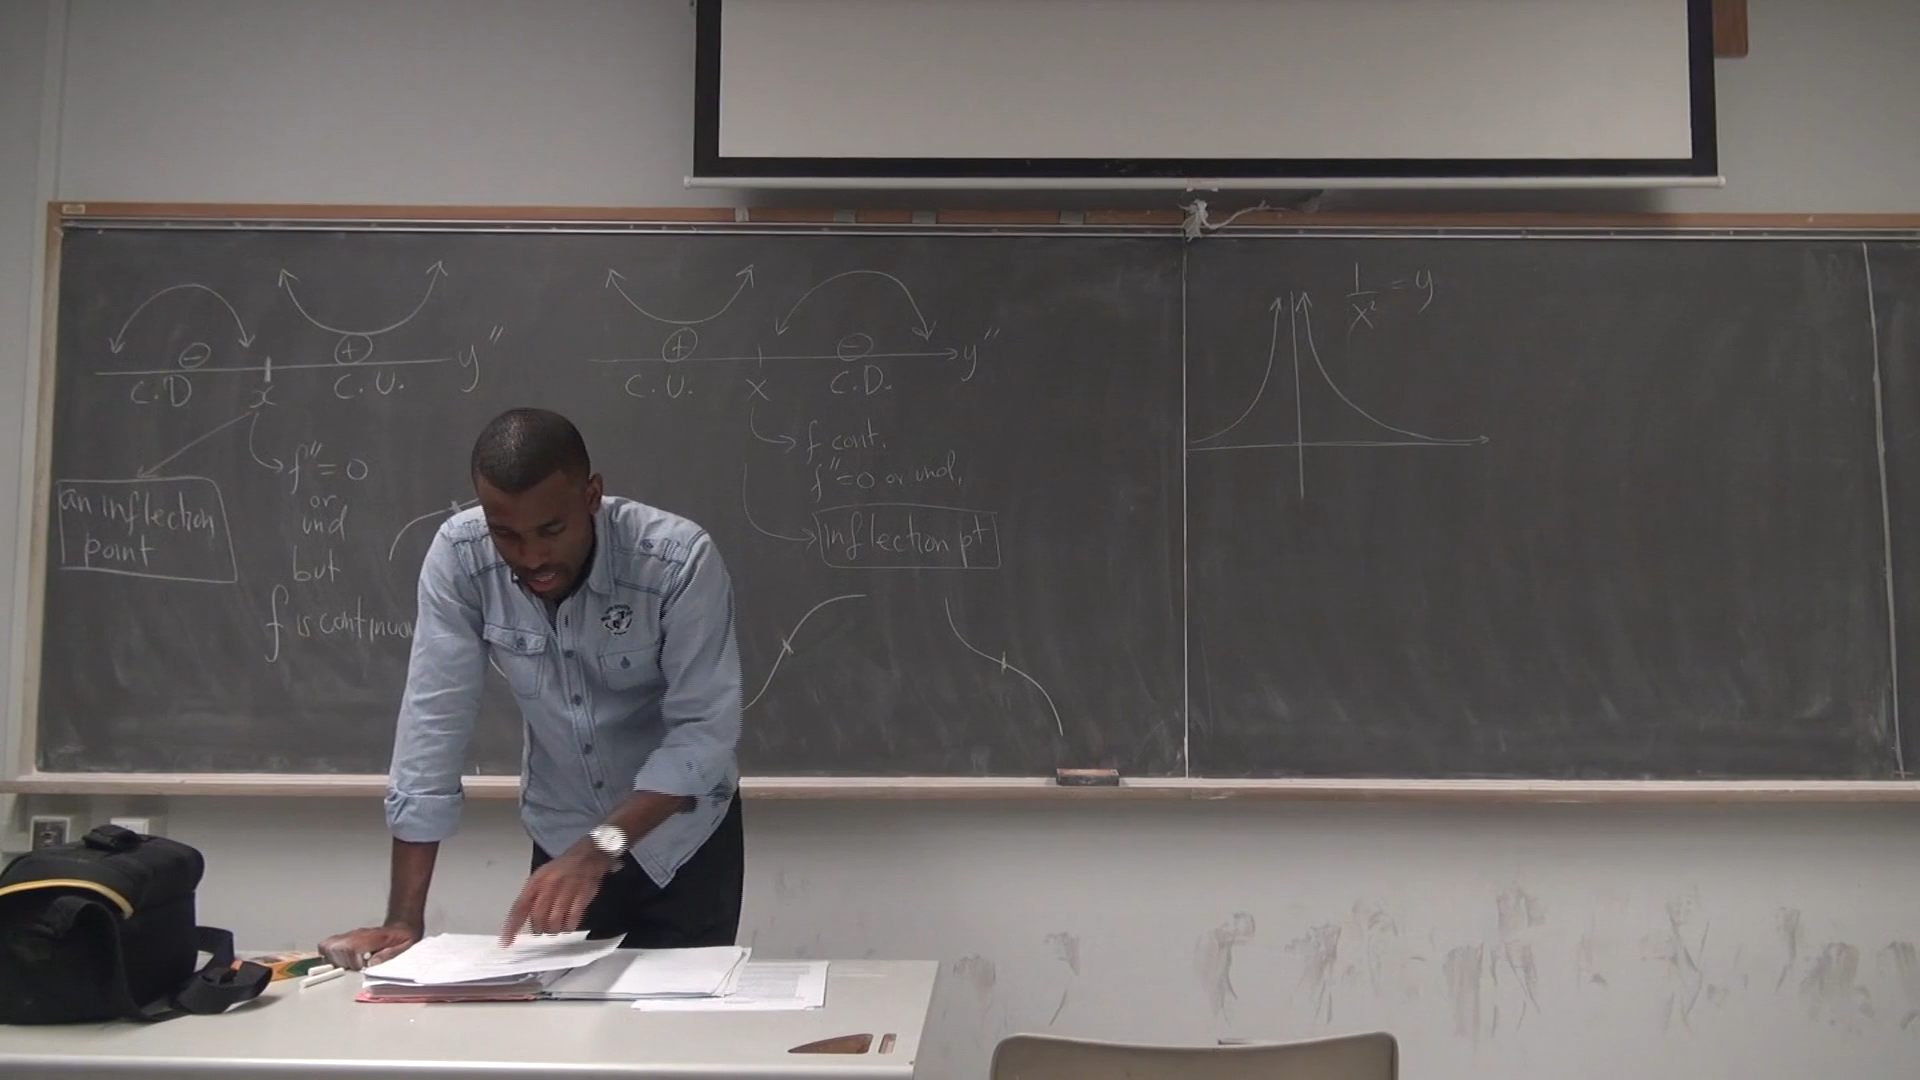 ⊖ ⊕ y″
C.D x C.U.
f″ = 0
or
und
but
f is continuou
an inflection
point
⊕ ⊖ y″
C.U. x C.D.
f cont.
f″=0 or und.
inflection pt
1/x² = y